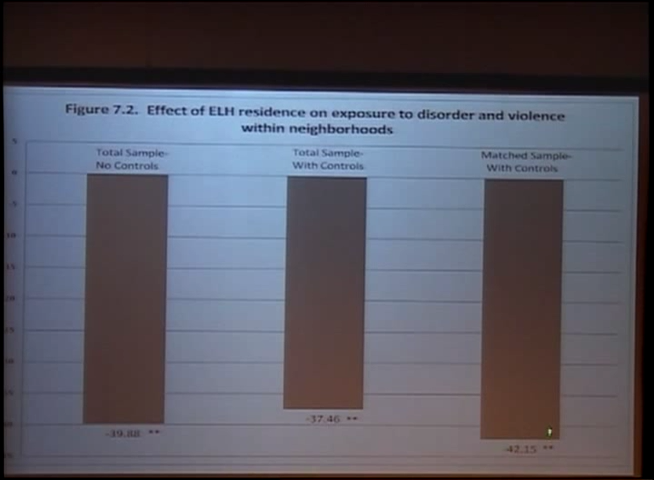 Figure 7.2. Effect of ELH residence on exposure to disorder and violence
within neighborhoods
Total Sample-
No Controls
Total Sample-
With Controls
Matched Sample-
With Controls
-39.88 **
-37.46 **
-42.15 **